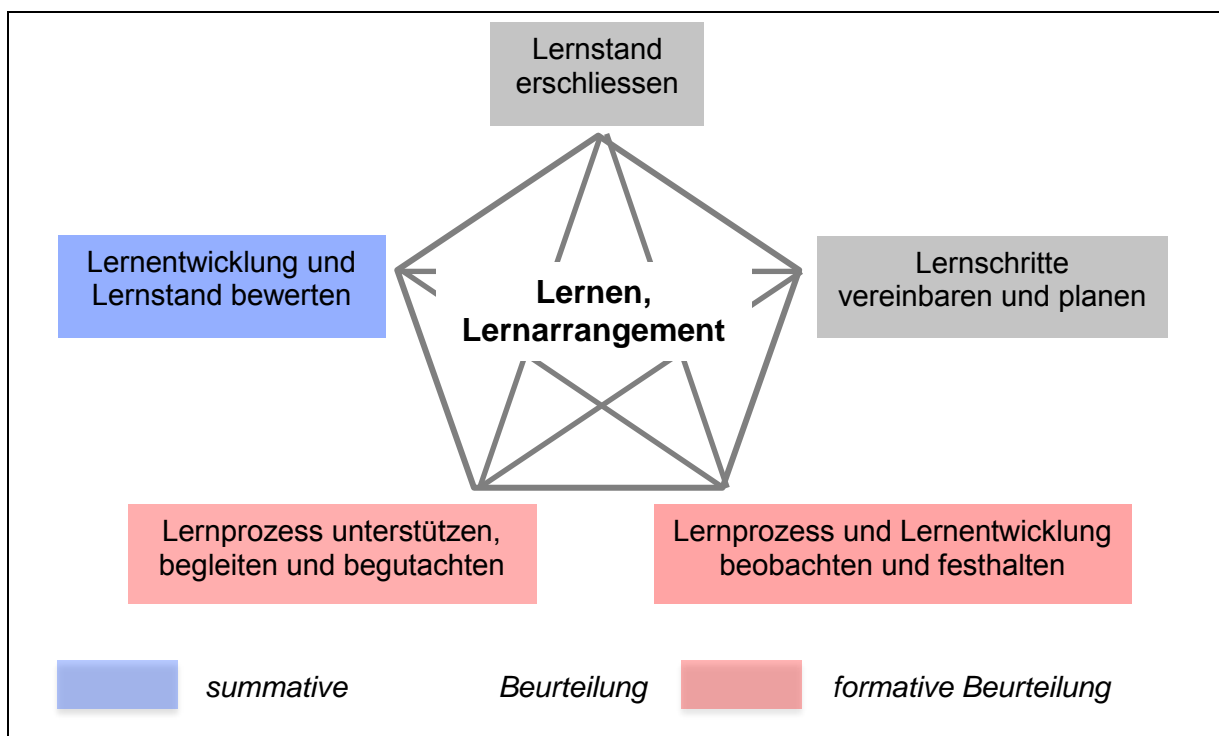 Lernstand
erschliessen
Lernentwicklung und
Lernstand bewerten
Lernen,
Lernarrangement
Lernschritte
vereinbaren und planen
Lernprozess unterstützen,
begleiten und begutachten
Lernprozess und Lernentwicklung
beobachten und festhalten
summative Beurteilung
formative Beurteilung